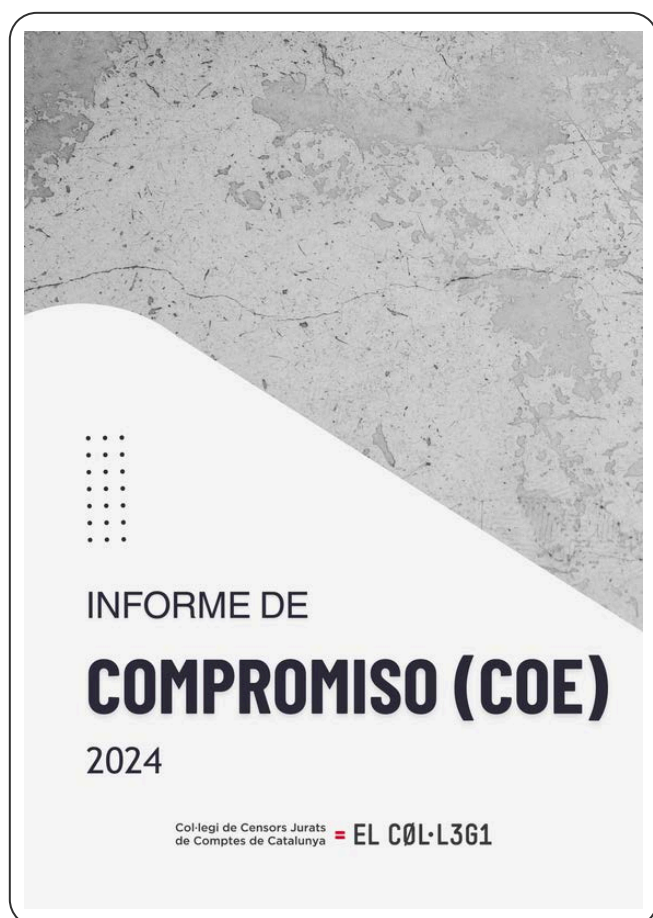 INFORME DE
COMPROMISO (COE)
2024
Col·legi de Censors Jurats
de Comptes de Catalunya = EL CØL·L3G1